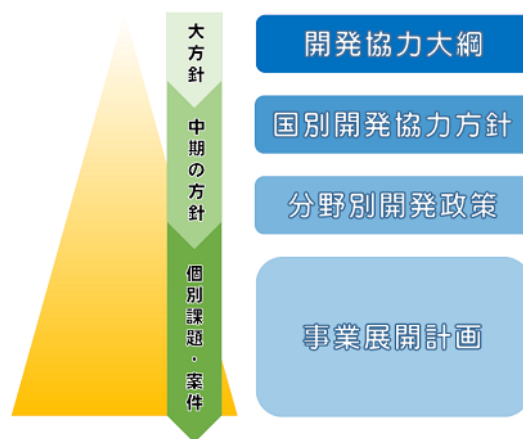 大方針
開発協力大綱
中期の方針
国別開発協力方針
分野別開発政策
個別課題・案件
事業展開計画